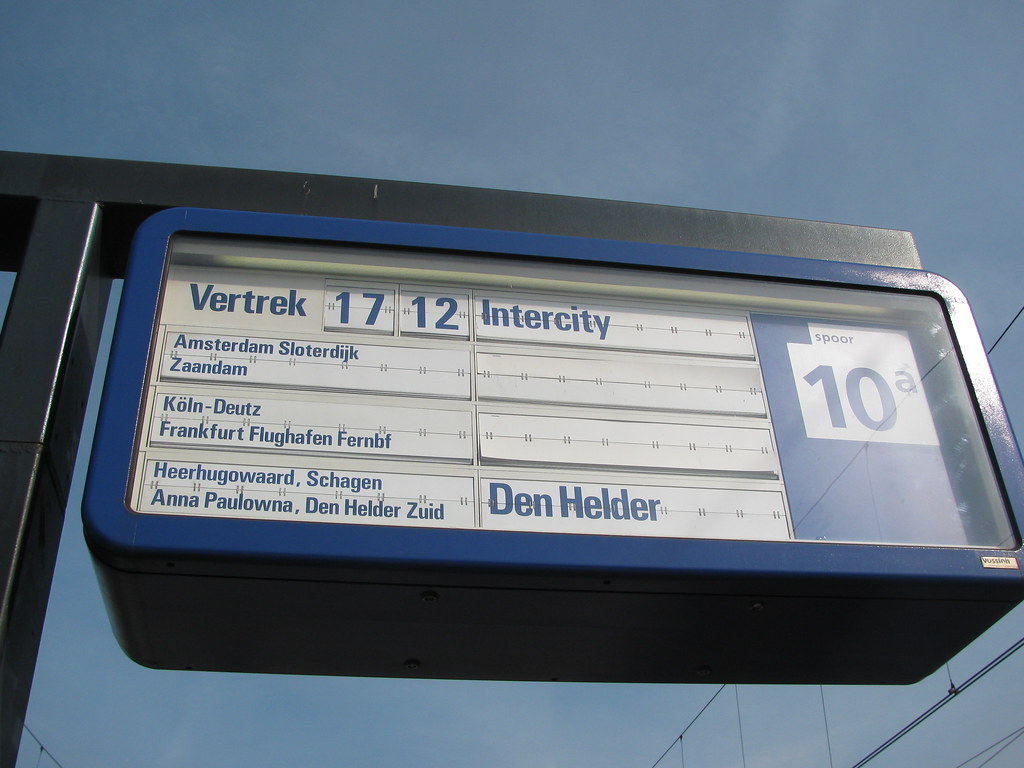 Vertrek 17 12 Intercity
spoor
10a
Amsterdam Sloterdijk
Zaandam
Köln-Deutz
Frankfurt Flughafen Fernbf
Heerhugowaard, Schagen
Anna Paulowna, Den Helder Zuid
Den Helder
vossloh